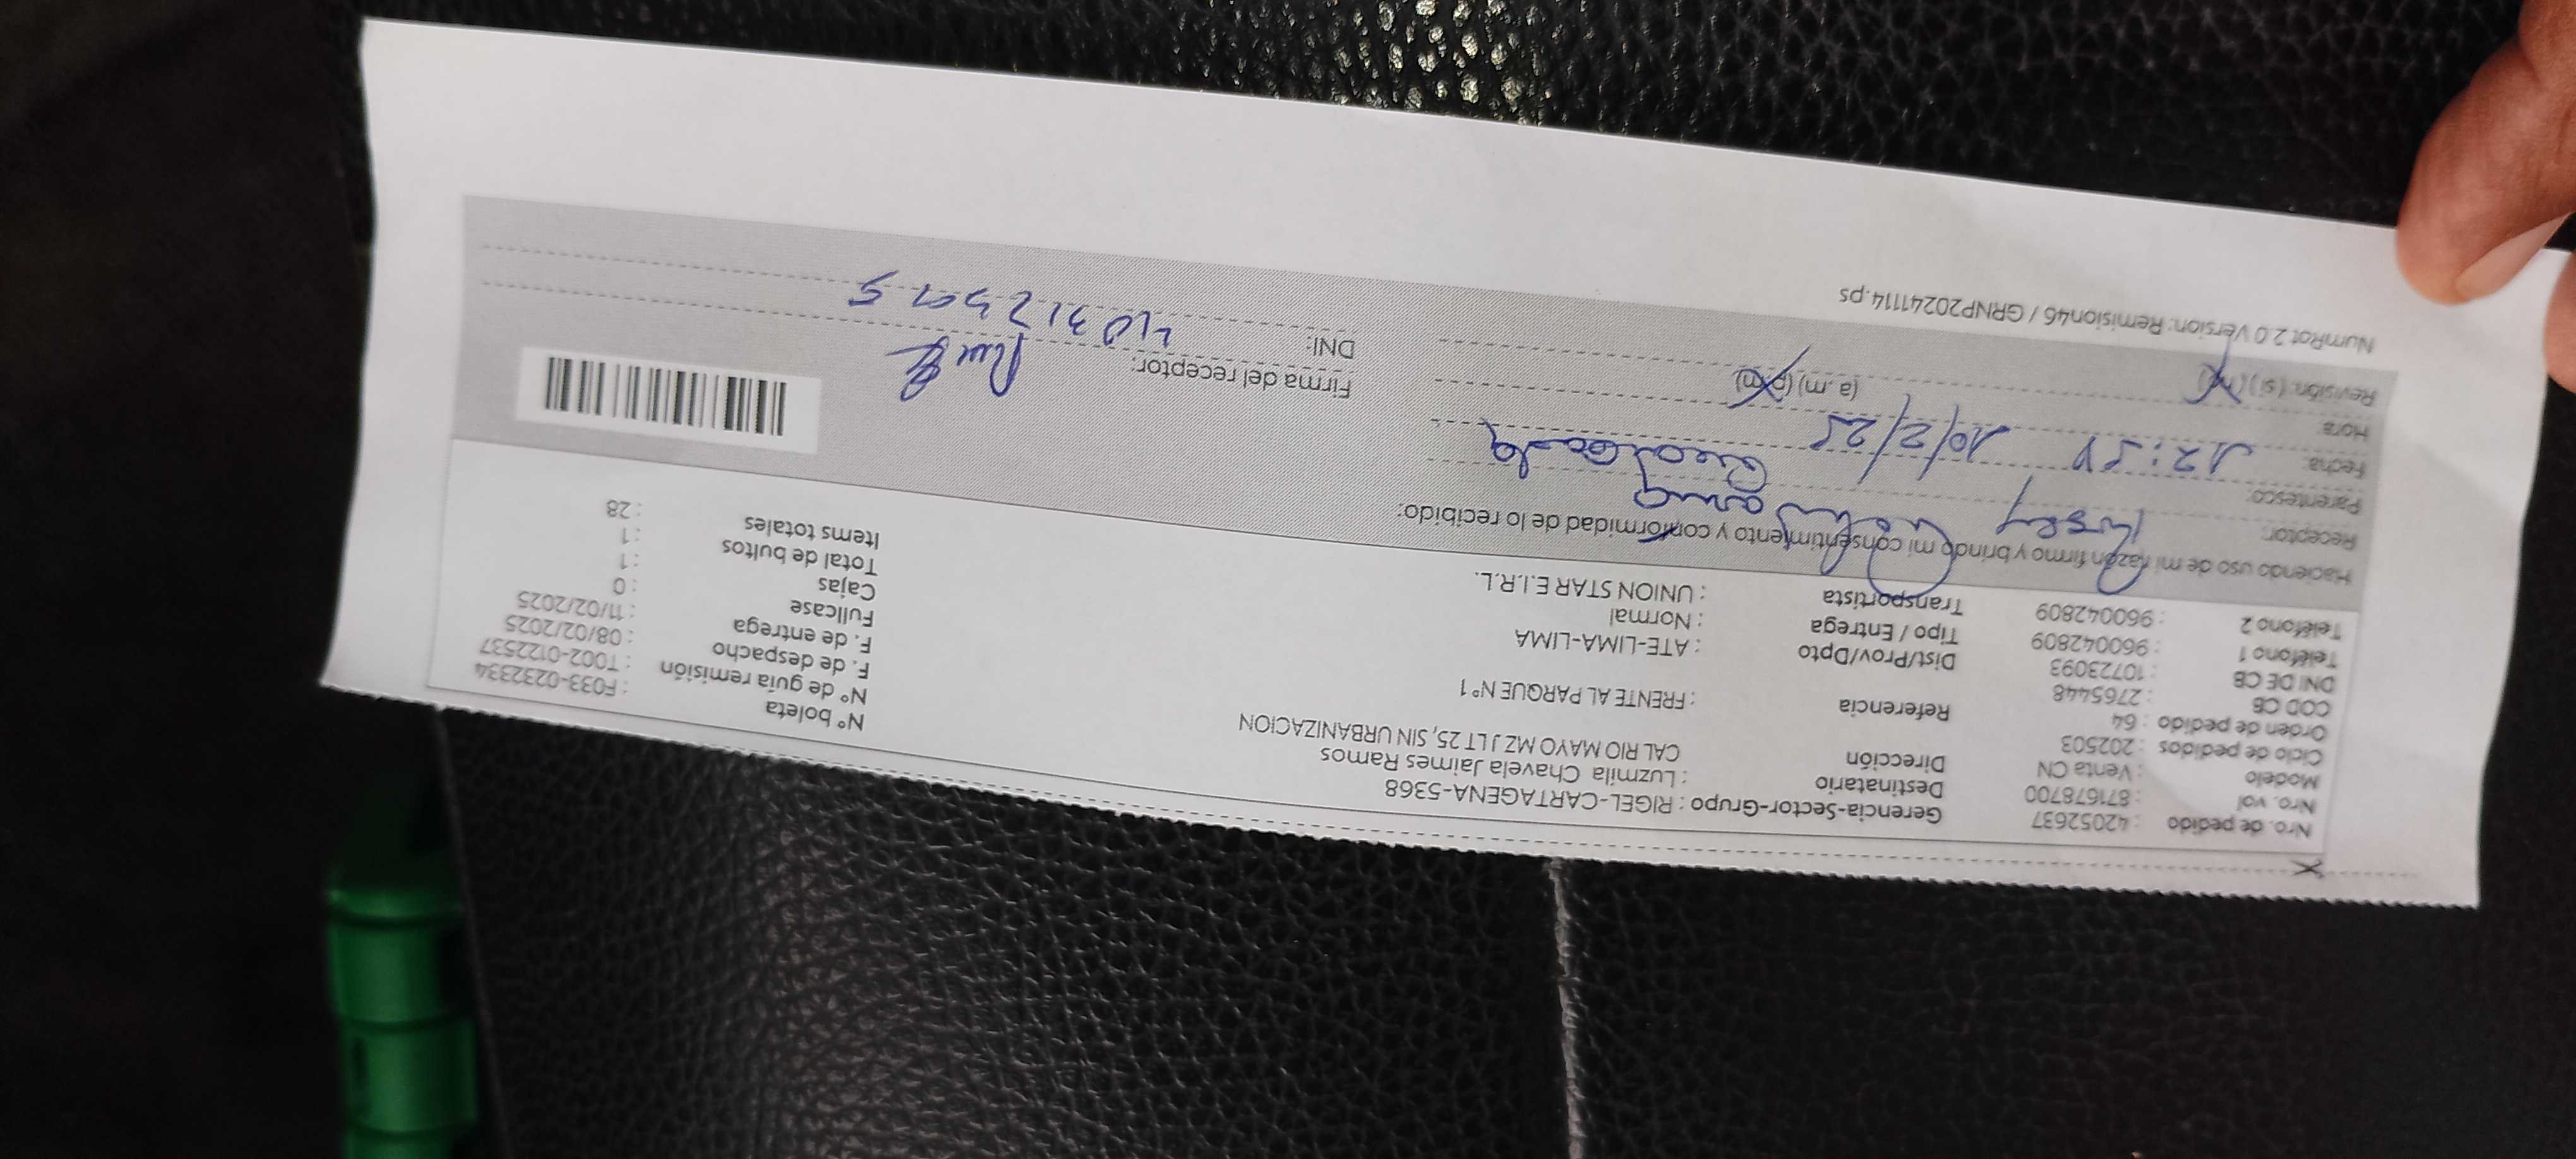 Nro. de pedido : 42052637
Nro. vol : 871678700
Modelo : Venta CN
Ciclo de pedidos : 202503
Orden de pedido : 64
COD CB : 2765448
DNI DE CB : 10723093
Teléfono 1 : 960042809
Teléfono 2 : 960042809
Gerencia-Sector-Grupo : RIGEL-CARTAGENA-5368
Destinatario : Luzmila Chavela Jaimes Ramos
Dirección CAL RIO MAYO MZ J LT 25, SIN URBANIZACION
Referencia : FRENTE AL PARQUE N° 1
Dist/Prov/Dpto : ATE-LIMA-LIMA
Tipo / Entrega : Normal
Transportista : UNION STAR E.I.R.L.
N° boleta : F033-0232334
N° de guía remisión : T002-0122537
F. de despacho : 08/02/2025
F. de entrega : 11/02/2025
Fullcase : 0
Cajas : 1
Total de bultos : 1
Items totales : 28
Haciendo uso de mi razón firmo y brindo mi consentimiento y conformidad de lo recibido:
Receptor:
Parentesco:
Fecha: 10/2/25
Hora: (a.m) (p.m)
Revisión: (si) (no)
Firma del receptor:
DNI:
NumRot 2.0 Version: Remision46 / GRNP20241114.ps